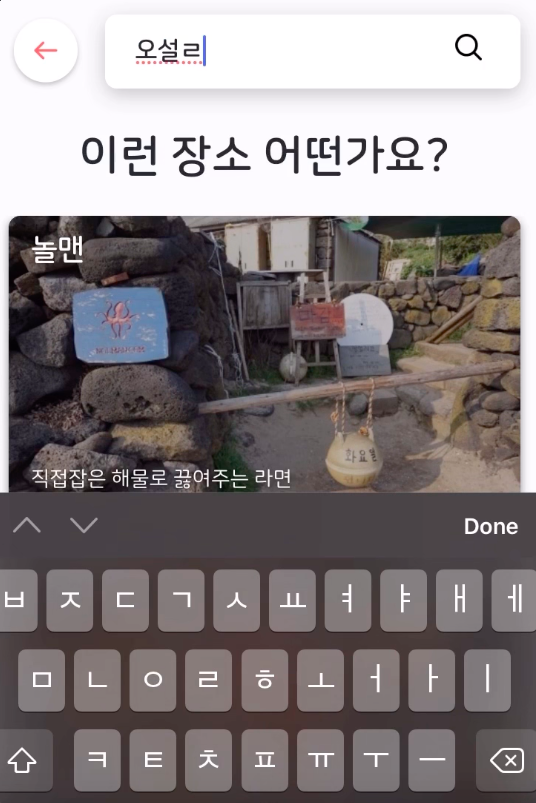 오설ㄹ
이런 장소 어떤가요?
놀맨
화요일
직접잡은 해물로 끓여주는 라면
Done
ㅂ ㅈ ㄷ ㄱ ㅅ ㅛ ㅕ ㅑ ㅐ ㅔ
ㅁ ㄴ ㅇ ㄹ ㅎ ㅗ ㅓ ㅏ ㅣ
ㅋ ㅌ ㅊ ㅍ ㅠ ㅜ ㅡ